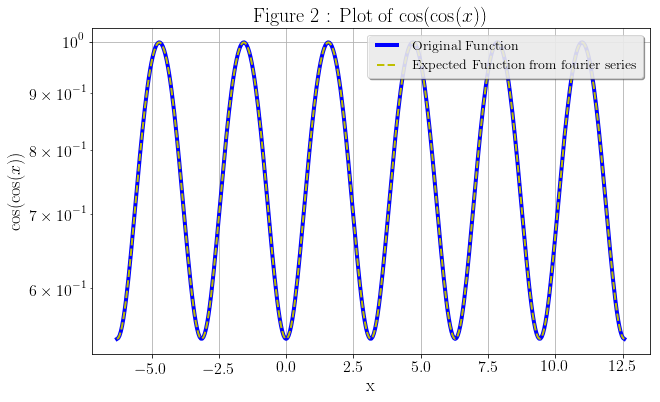 Figure 2 : Plot of cos(cos(x))
Original Function
Expected Function from fourier series
10⁰
9 × 10⁻¹
8 × 10⁻¹
7 × 10⁻¹
6 × 10⁻¹
cos(cos(x))
−5.0 −2.5 0.0 2.5 5.0 7.5 10.0 12.5
x